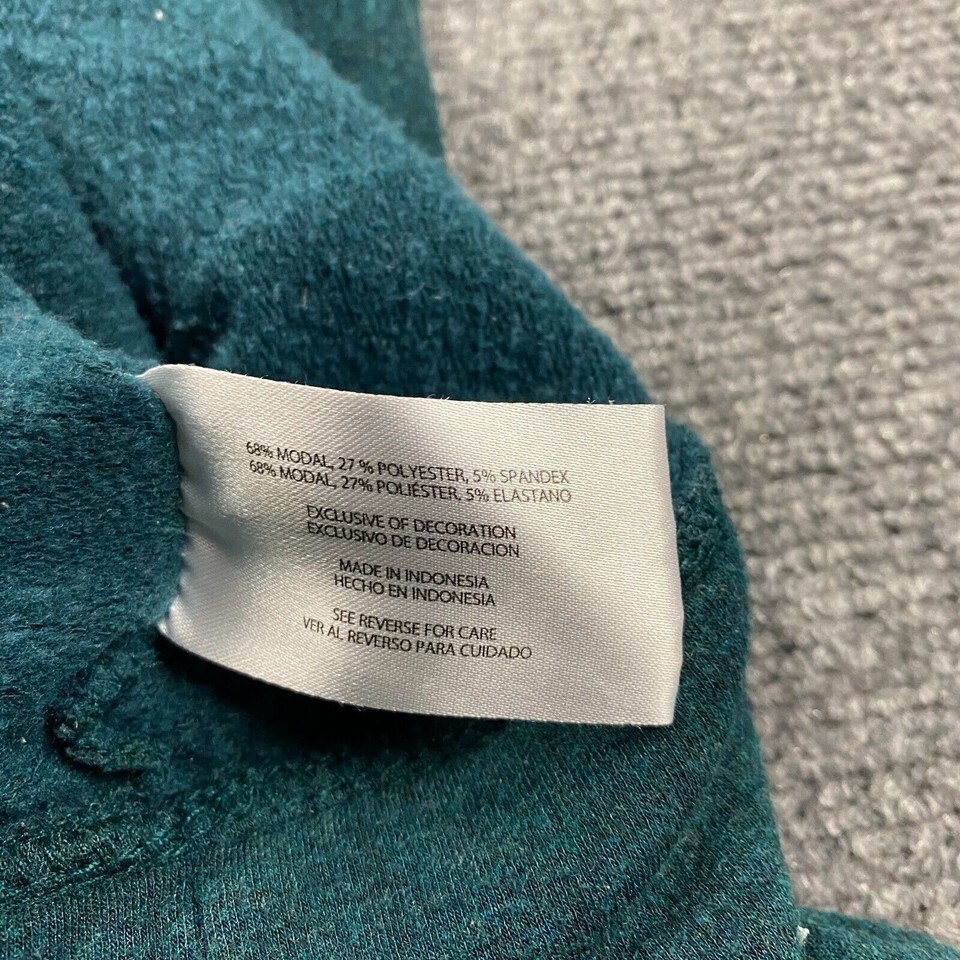 68% MODAL, 27 % POLYESTER, 5% SPANDEX
68% MODAL, 27% POLIÉSTER, 5% ELASTANO
EXCLUSIVE OF DECORATION
EXCLUSIVO DE DECORACION
MADE IN INDONESIA
HECHO EN INDONESIA
SEE REVERSE FOR CARE
VER AL REVERSO PARA CUIDADO